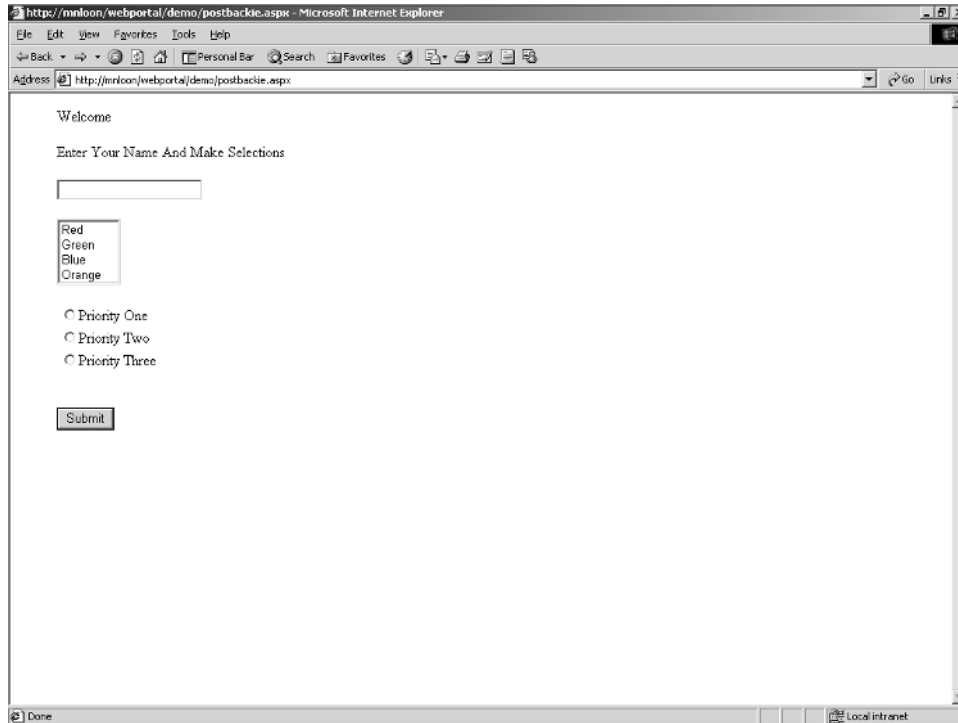 http://mnloon/webportal/demo/postbackie.aspx - Microsoft Internet Explorer
File Edit View Favorites Tools Help
Back Personal Bar Search Favorites
Address http://mnloon/webportal/demo/postbackie.aspx Go Links
Welcome
Enter Your Name And Make Selections
Red
Green
Blue
Orange
Priority One
Priority Two
Priority Three
Submit
Done Local intranet